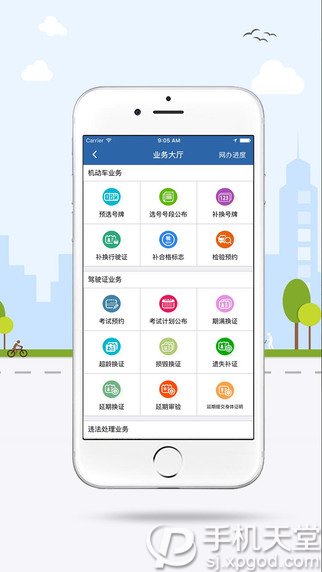 Carrier
9:05 AM
业务大厅
网办进度
机动车业务
预选号牌
选号号段公布
补换号牌
补换行驶证
补合格标志
检验预约
驾驶证业务
考试预约
考试计划公布
期满换证
超龄换证
损毁换证
遗失补证
延期换证
延期审验
延期提交身体证明
违法处理业务
手机天堂
sj.xpgod.com